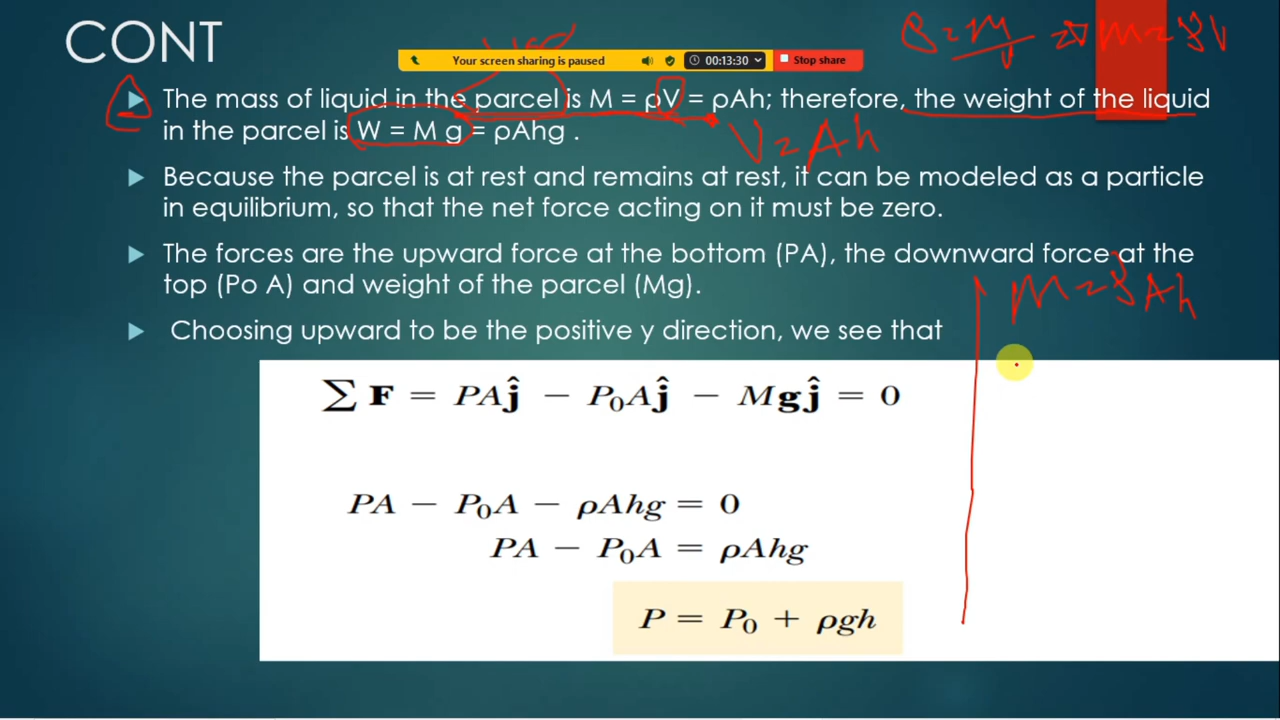 CONT
ρ = M/V ⇒ M = ρV
Your screen sharing is paused
00:13:30
Stop share
The mass of liquid in the parcel is M = ρV = ρAh; therefore, the weight of the liquid
in the parcel is W = M g = ρAhg .
V = Ah
Because the parcel is at rest and remains at rest, it can be modeled as a particle
in equilibrium, so that the net force acting on it must be zero.
The forces are the upward force at the bottom (PA), the downward force at the
top (Po A) and weight of the parcel (Mg).
M = ρAh
Choosing upward to be the positive y direction, we see that
∑ F = PAĵ − P₀Aĵ − Mgĵ = 0
PA − P₀A − ρAhg = 0
PA − P₀A = ρAhg
P = P₀ + ρgh